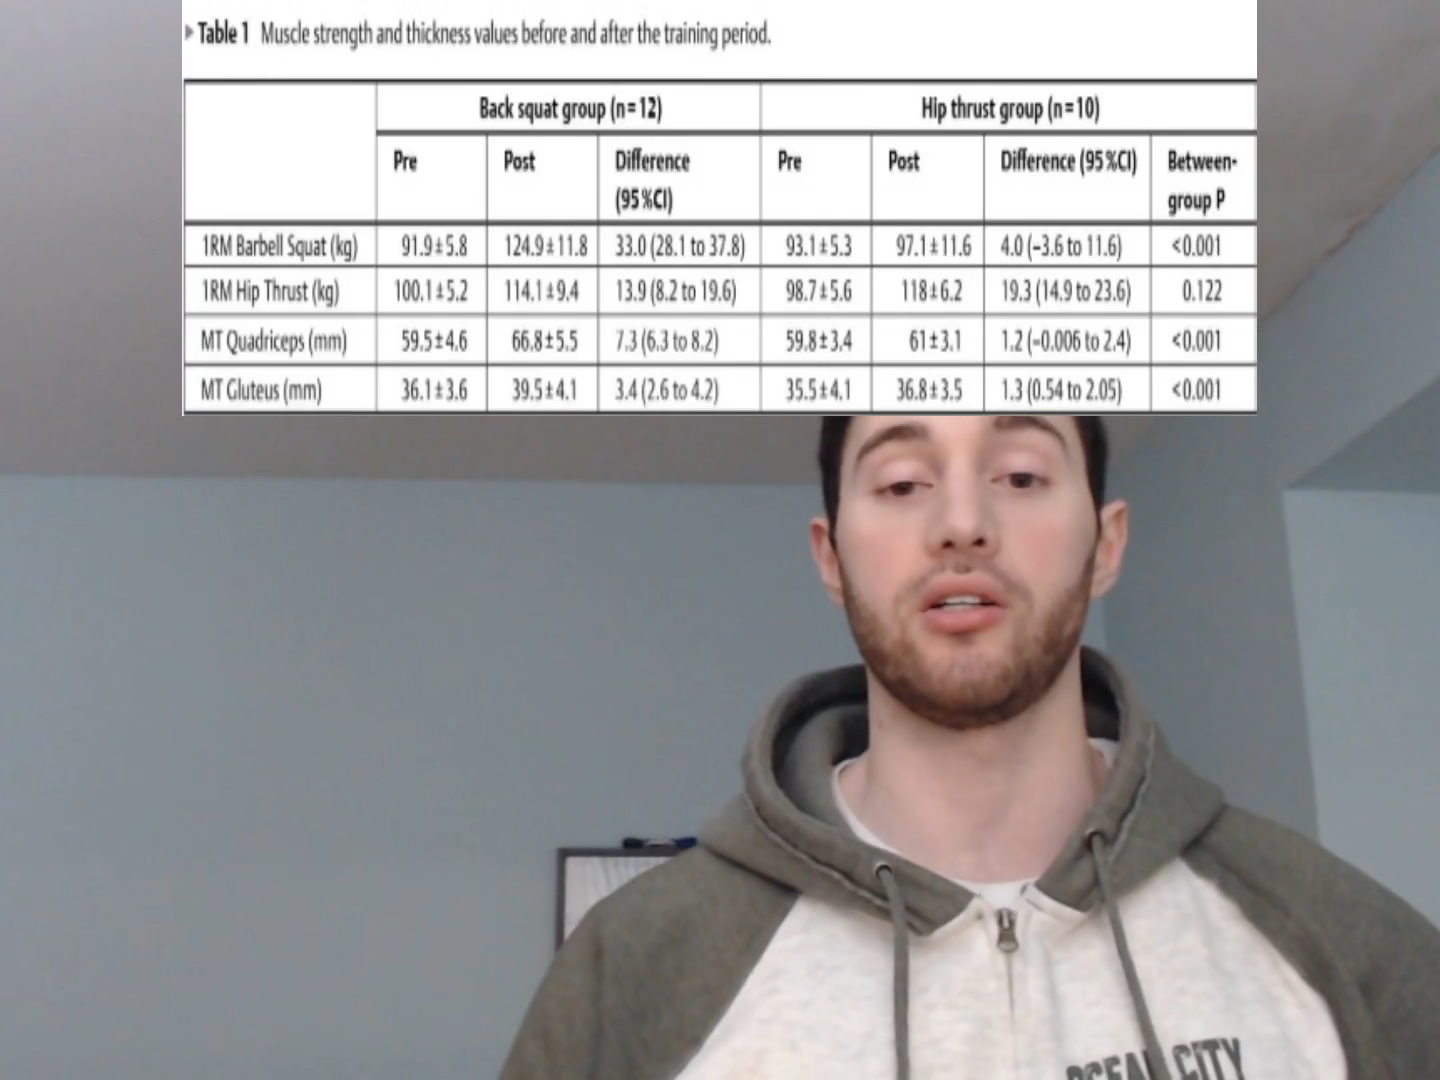 Table 1 Muscle strength and thickness values before and after the training period.
Back squat group (n=12) Hip thrust group (n=10)
Pre Post Difference (95%CI) Pre Post Difference (95%CI) Between-group P
1RM Barbell Squat (kg) 91.9±5.8 124.9±11.8 33.0 (28.1 to 37.8) 93.1±5.3 97.1±11.6 4.0 (−3.6 to 11.6) <0.001
1RM Hip Thrust (kg) 100.1±5.2 114.1±9.4 13.9 (8.2 to 19.6) 98.7±5.6 118±6.2 19.3 (14.9 to 23.6) 0.122
MT Quadriceps (mm) 59.5±4.6 66.8±5.5 7.3 (6.3 to 8.2) 59.8±3.4 61±3.1 1.2 (−0.006 to 2.4) <0.001
MT Gluteus (mm) 36.1±3.6 39.5±4.1 3.4 (2.6 to 4.2) 35.5±4.1 36.8±3.5 1.3 (0.54 to 2.05) <0.001
OCEAN CITY